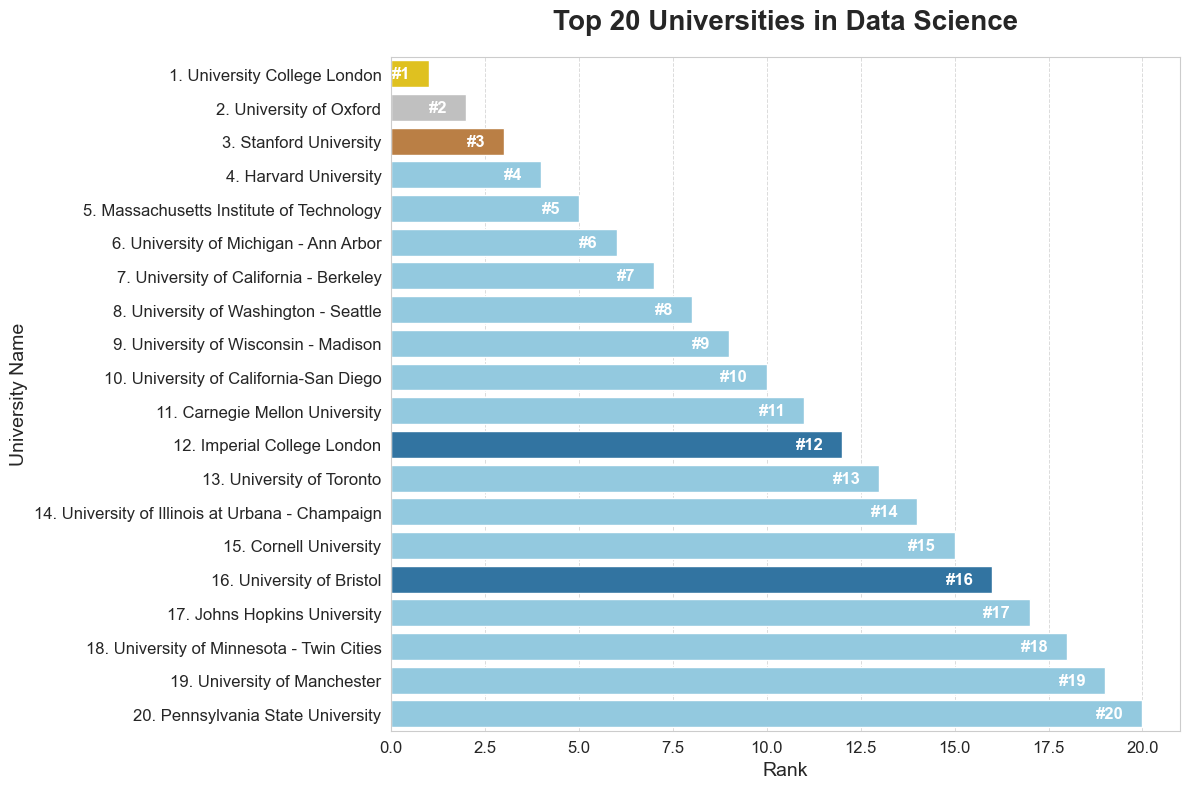 Top 20 Universities in Data Science
University Name
1. University College London #1
2. University of Oxford #2
3. Stanford University #3
4. Harvard University #4
5. Massachusetts Institute of Technology #5
6. University of Michigan - Ann Arbor #6
7. University of California - Berkeley #7
8. University of Washington - Seattle #8
9. University of Wisconsin - Madison #9
10. University of California-San Diego #10
11. Carnegie Mellon University #11
12. Imperial College London #12
13. University of Toronto #13
14. University of Illinois at Urbana - Champaign #14
15. Cornell University #15
16. University of Bristol #16
17. Johns Hopkins University #17
18. University of Minnesota - Twin Cities #18
19. University of Manchester #19
20. Pennsylvania State University #20
0.0 2.5 5.0 7.5 10.0 12.5 15.0 17.5 20.0
Rank